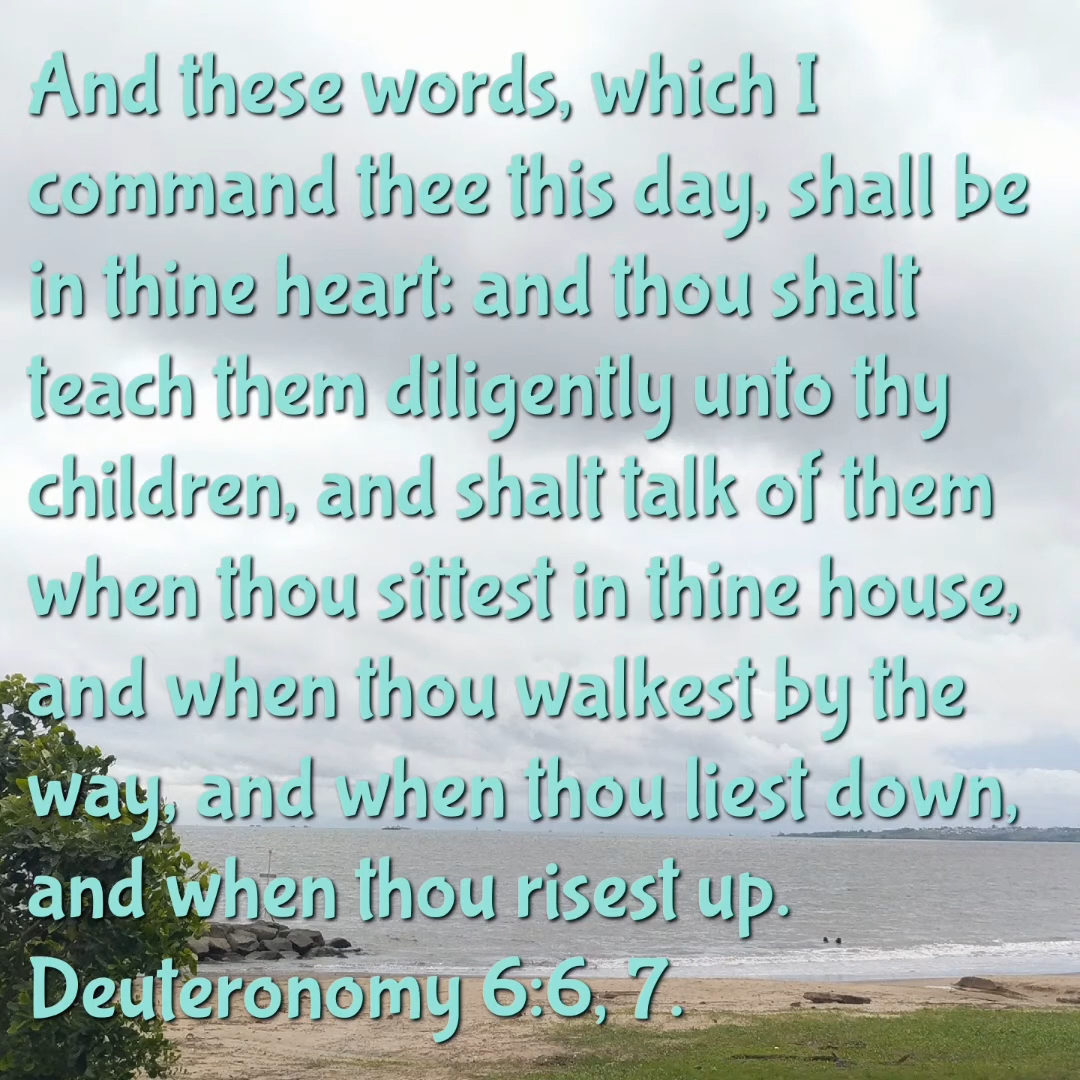 And these words, which I
command thee this day, shall be
in thine heart: and thou shalt
teach them diligently unto thy
children, and shalt talk of them
when thou sittest in thine house,
and when thou walkest by the
way, and when thou liest down,
and when thou risest up.
Deuteronomy 6:6, 7.